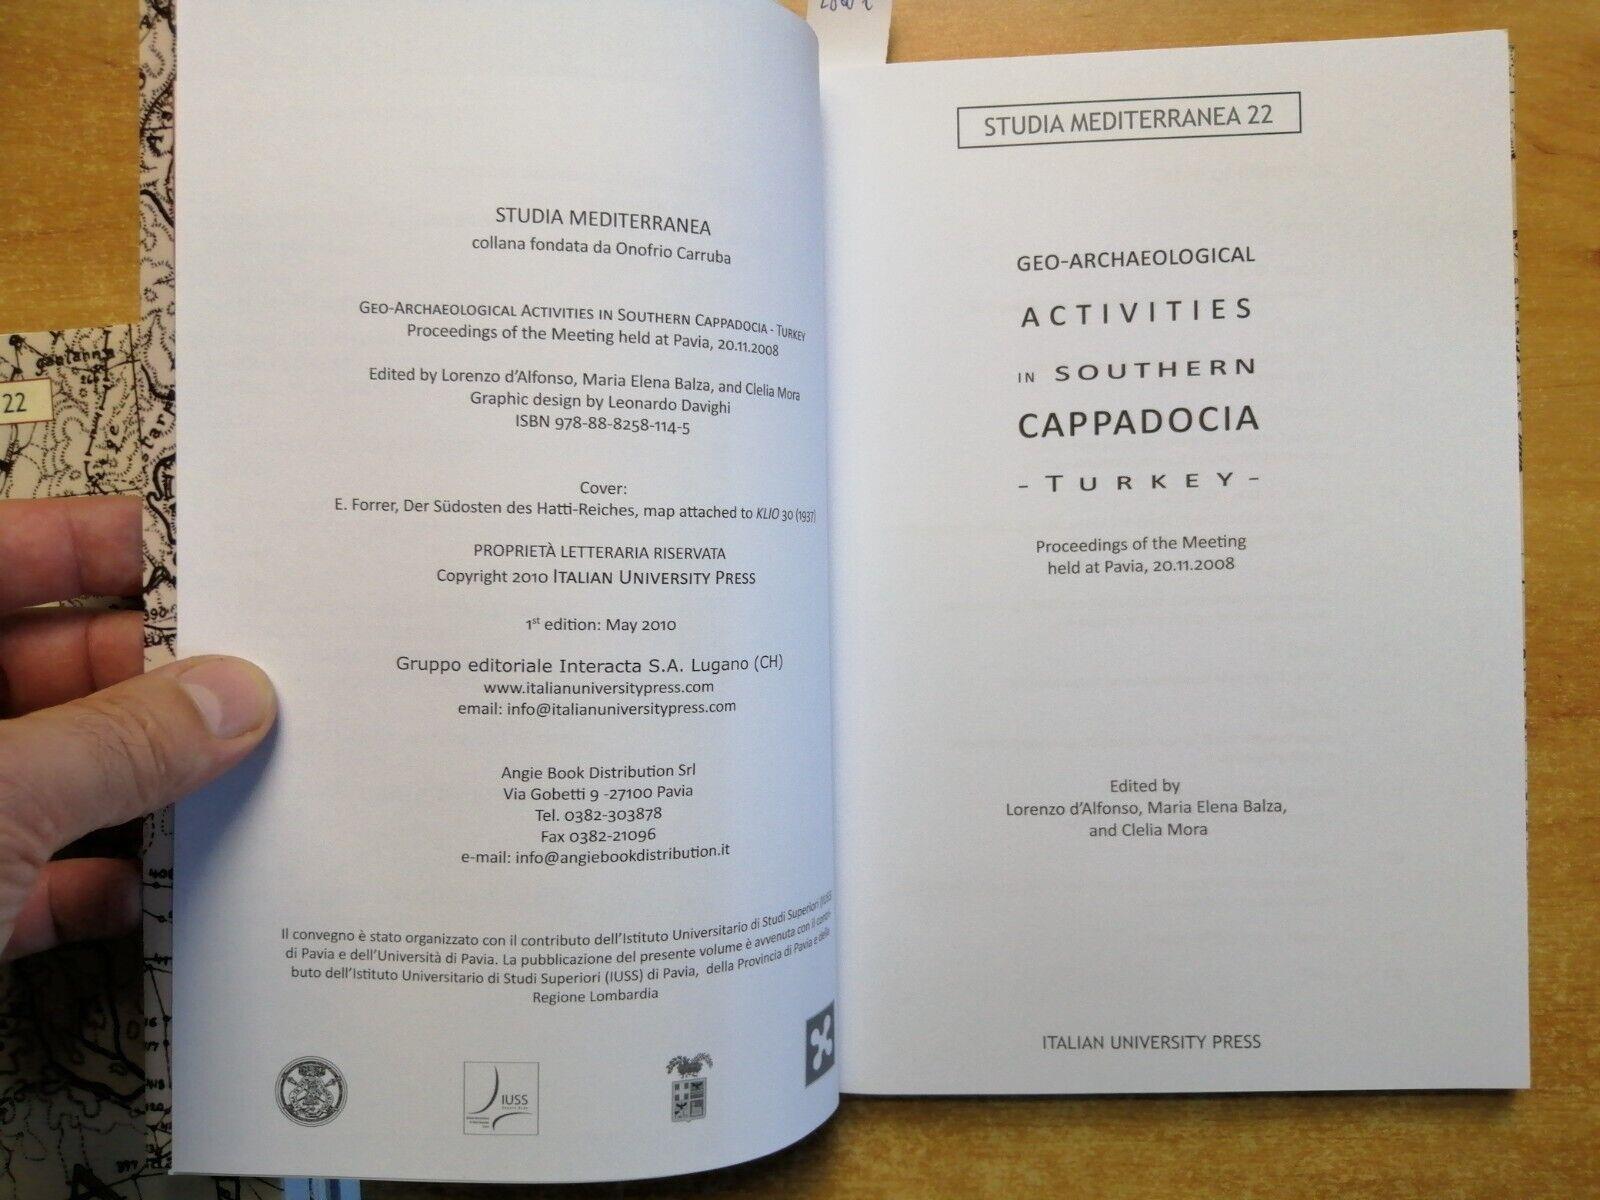 STUDIA MEDITERRANEA
collana fondata da Onofrio Carruba
Geo-Archaeological Activities in Southern Cappadocia - Turkey
Proceedings of the Meeting held at Pavia, 20.11.2008
Edited by Lorenzo d'Alfonso, Maria Elena Balza, and Clelia Mora
Graphic design by Leonardo Davighi
ISBN 978-88-8258-114-5
Cover:
E. Forrer, Der Südosten des Hatti-Reiches, map attached to KLIO 30 (1937)
PROPRIETÀ LETTERARIA RISERVATA
Copyright 2010 Italian University Press
1st edition: May 2010
Gruppo editoriale Interacta S.A. Lugano (CH)
www.italianuniversitypress.com
email: info@italianuniversitypress.com
Angie Book Distribution Srl
Via Gobetti 9 -27100 Pavia
Tel. 0382-303878
Fax 0382-21096
e-mail: info@angiebookdistribution.it
Il convegno è stato organizzato con il contributo dell'Istituto Universitario di Studi Superiori (IUSS
di Pavia e dell'Università di Pavia. La pubblicazione del presente volume è avvenuta con il contri-
buto dell'Istituto Universitario di Studi Superiori (IUSS) di Pavia, della Provincia di Pavia e della
Regione Lombardia
IUSS
22
STUDIA MEDITERRANEA 22
GEO-ARCHAEOLOGICAL
ACTIVITIES
IN SOUTHERN
CAPPADOCIA
- TURKEY -
Proceedings of the Meeting
held at Pavia, 20.11.2008
Edited by
Lorenzo d'Alfonso, Maria Elena Balza,
and Clelia Mora
ITALIAN UNIVERSITY PRESS